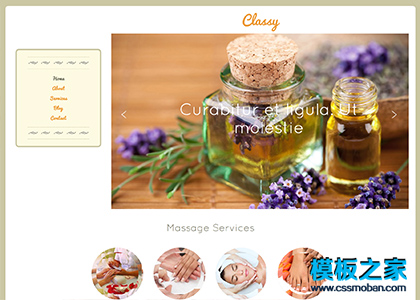 Classy
Home
About
Services
Blog
Contact
Curabitur et ligula. Ut
molestie
Massage Services
模板之家
www.cssmoban.com